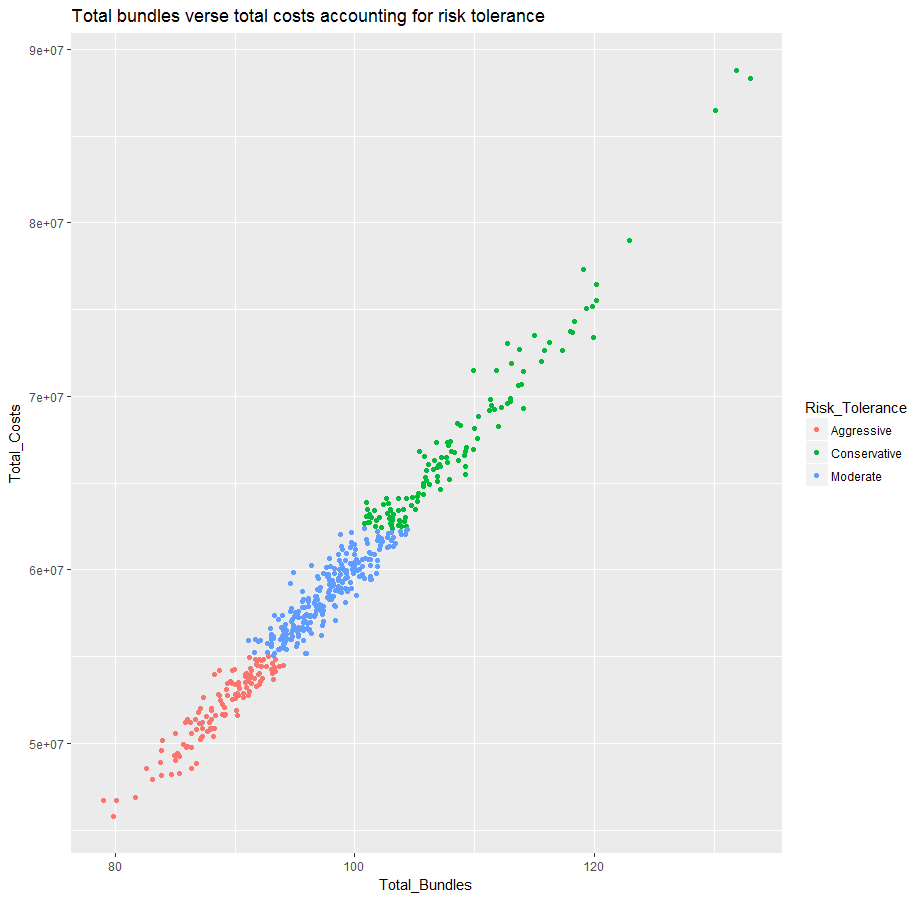 Total bundles verse total costs accounting for risk tolerance
9e+07
8e+07
7e+07
6e+07
5e+07
Total_Costs
80
100
120
Total_Bundles
Risk_Tolerance
Aggressive
Conservative
Moderate